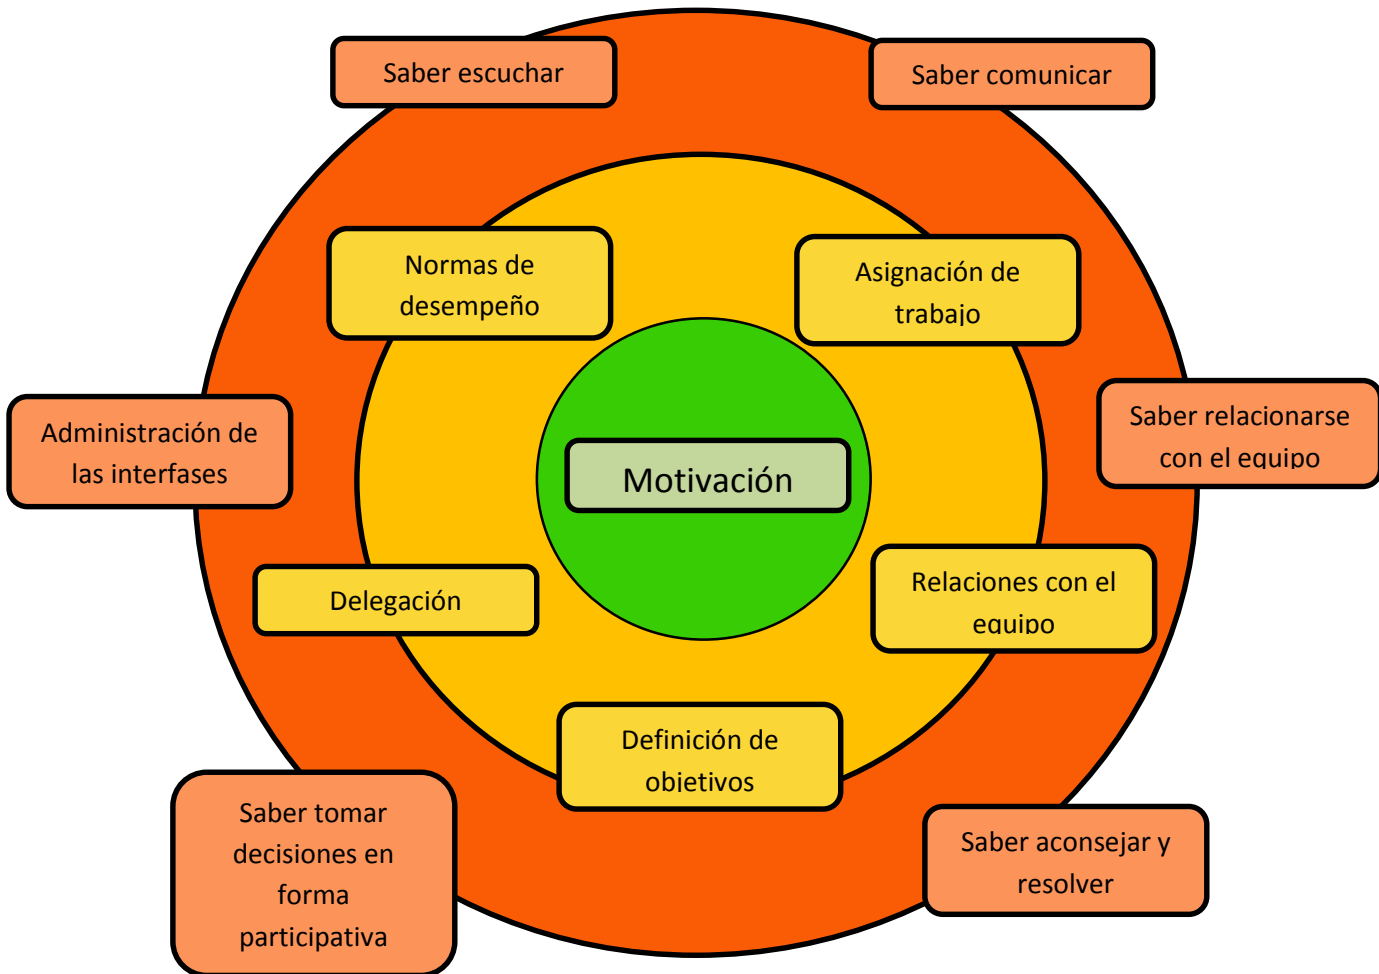 Saber escuchar
Saber comunicar
Normas de
desempeño
Asignación de
trabajo
Administración de
las interfases
Motivación
Saber relacionarse
con el equipo
Delegación
Relaciones con el
equipo
Definición de
objetivos
Saber tomar
decisiones en
forma
participativa
Saber aconsejar y
resolver